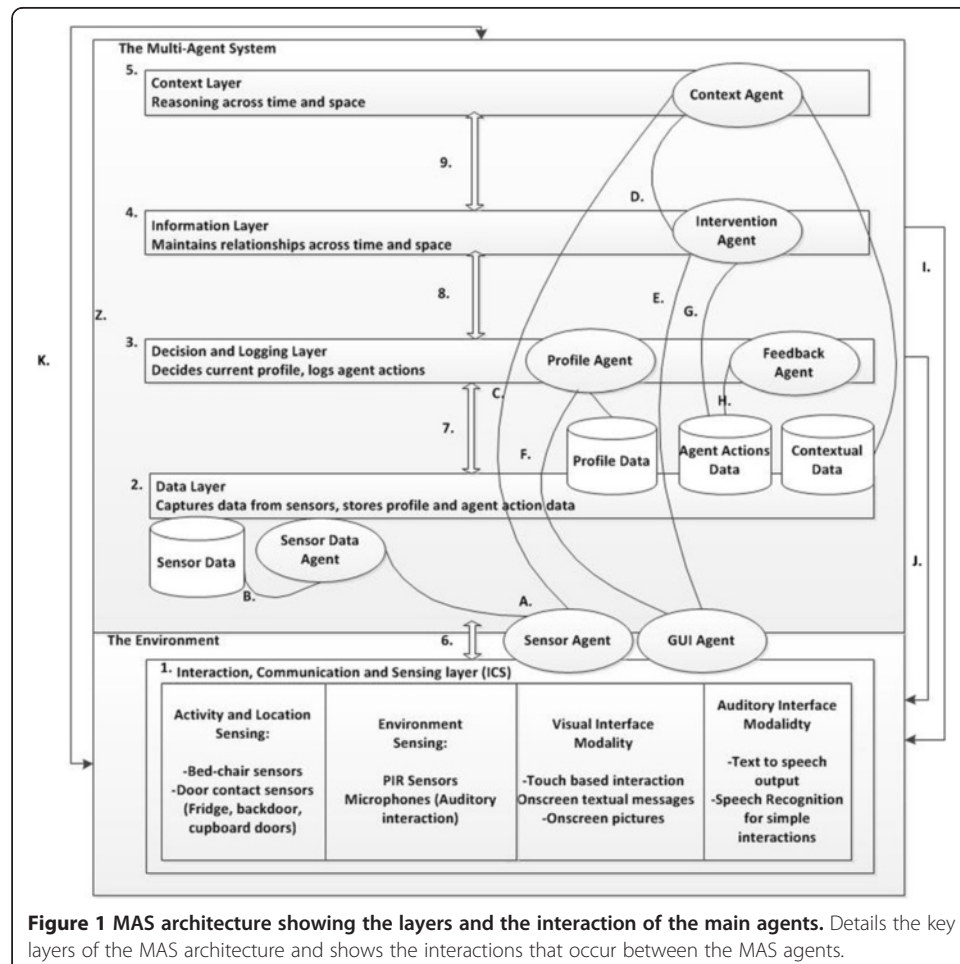 The Multi-Agent System
5.
Context Layer
Reasoning across time and space
Context Agent
9.
D.
4.
Information Layer
Maintains relationships across time and space
Intervention
Agent
I.
8.
E.
G.
Z.
K.
3.
Decision and Logging Layer
Decides current profile, logs agent actions
Profile Agent
Feedback
Agent
C.
H.
7.
F.
Profile Data
Agent Actions
Data
Contextual
Data
2.
Data Layer
Captures data from sensors, stores profile and agent action data
Sensor Data
Sensor Data
Agent
J.
B.
A.
The Environment
6.
Sensor Agent
GUI Agent
1. Interaction, Communication and Sensing layer (ICS)
Activity and Location
Sensing:
-Bed-chair sensors
-Door contact sensors
(Fridge, backdoor,
cupboard doors)
Environment
Sensing:
PIR Sensors
Microphones (Auditory
interaction)
Visual Interface
Modality
-Touch based interaction
Onscreen textual messages
-Onscreen pictures
Auditory Interface
Modalidty
-Text to speech
output
-Speech Recognition
for simple
interactions
Figure 1 MAS architecture showing the layers and the interaction of the main agents. Details the key
layers of the MAS architecture and shows the interactions that occur between the MAS agents.